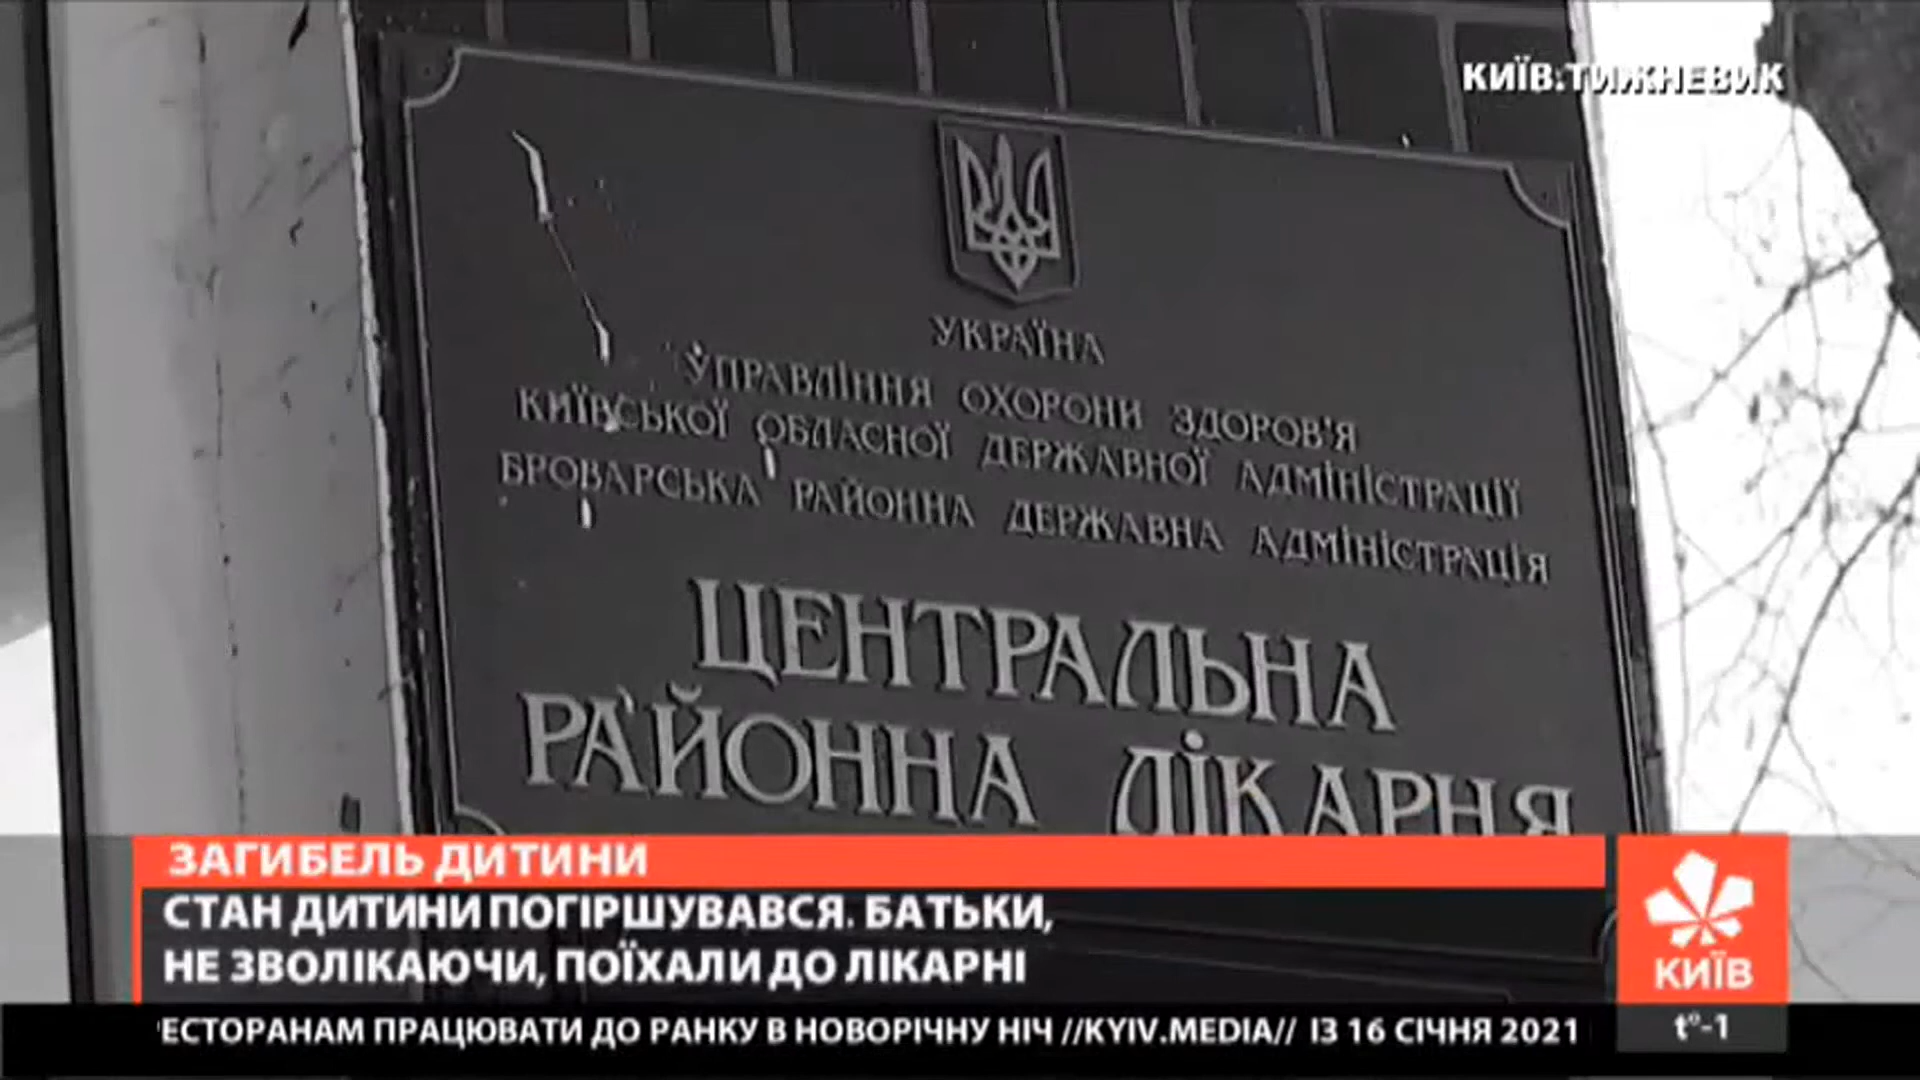 КИЇВ.ТИЖНЕВИК
УКРАЇНА
УПРАВЛІННЯ ОХОРОНИ ЗДОРОВ'Я
КИЇВСЬКОЇ ОБЛАСНОЇ ДЕРЖАВНОЇ АДМІНІСТРАЦІЇ
БРОВАРСЬКА РАЙОННА ДЕРЖАВНА АДМІНІСТРАЦІЯ
ЦЕНТРАЛЬНА
РАЙОННА ЛІКАРНЯ
ЗАГИБЕЛЬ ДИТИНИ
СТАН ДИТИНИ ПОГІРШУВАВСЯ. БАТЬКИ,
НЕ ЗВОЛІКАЮЧИ, ПОЇХАЛИ ДО ЛІКАРНІ
КИЇВ
ЕСТОРАНАМ ПРАЦЮВАТИ ДО РАНКУ В НОВОРІЧНУ НІЧ //KYIV.MEDIA// ІЗ 16 СІЧНЯ 2021
t°-1